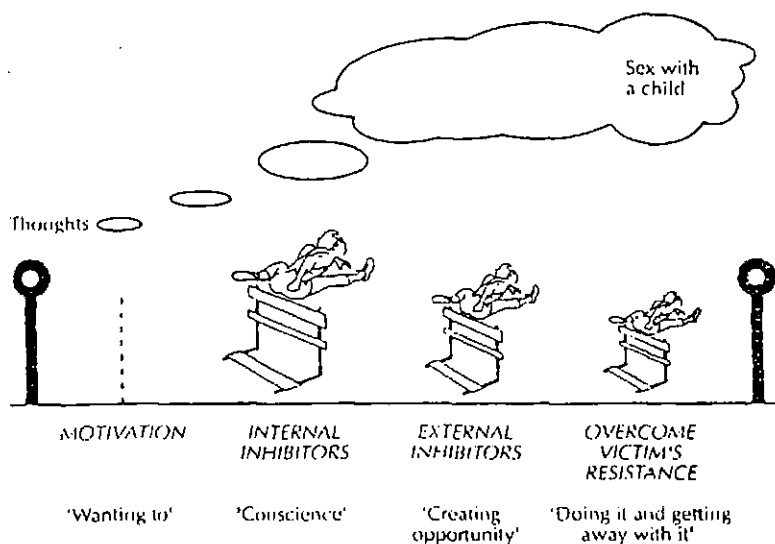 Sex with
a child
Thoughts
MOTIVATION
INTERNAL
INHIBITORS
EXTERNAL
INHIBITORS
OVERCOME
VICTIM'S
RESISTANCE
'Wanting to'
'Conscience'
'Creating
opportunity'
'Doing it and getting
away with it'